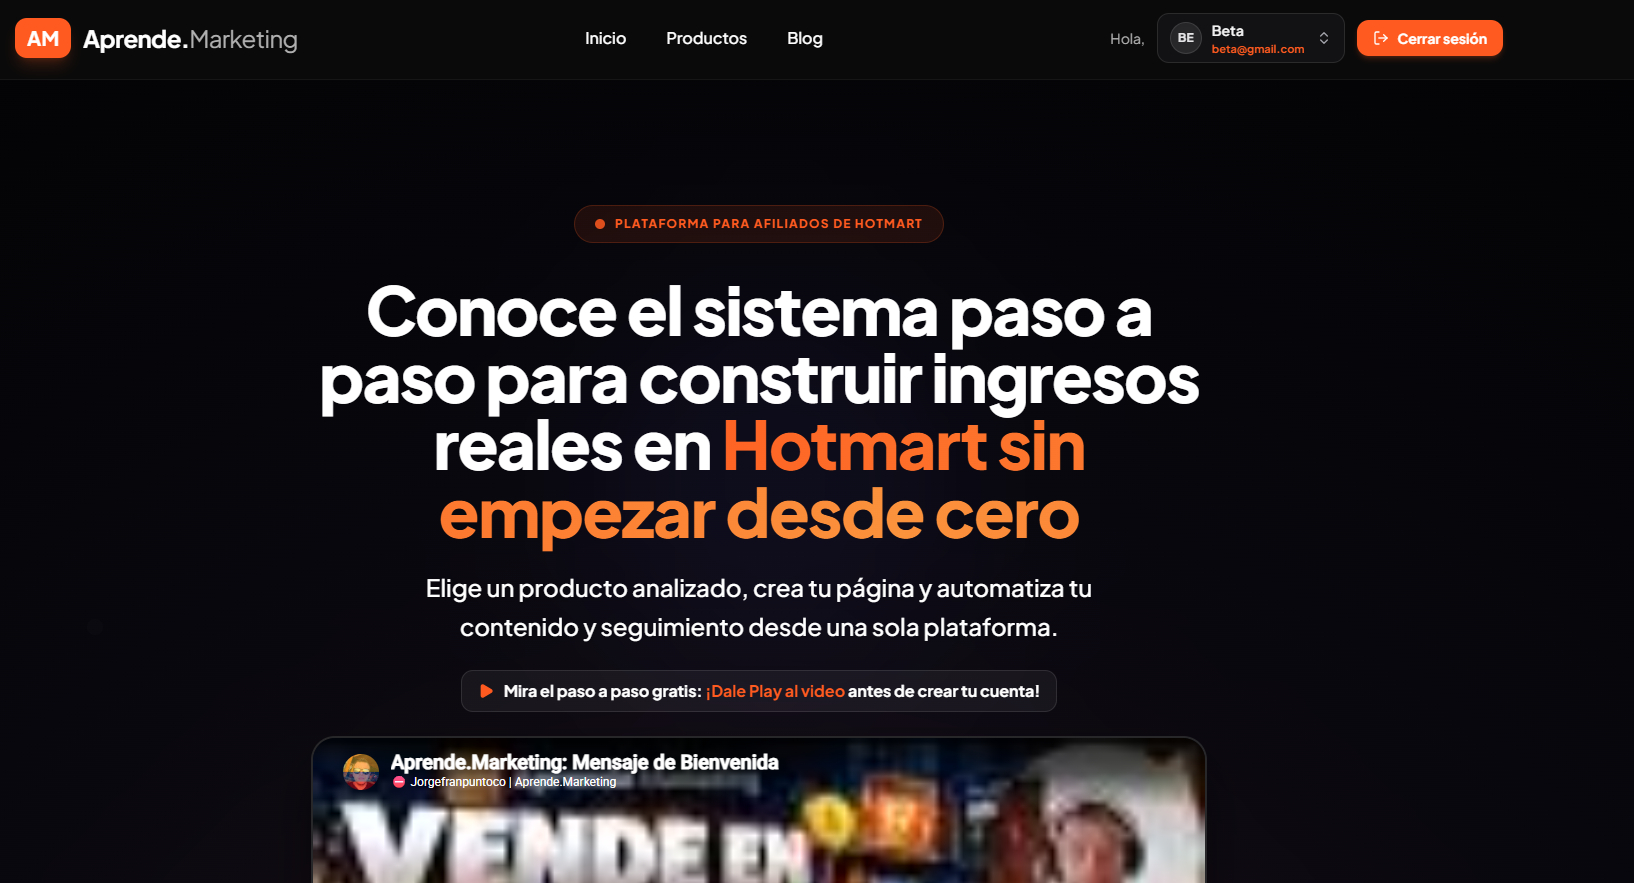 AM Aprende.Marketing
Inicio Productos Blog
Hola,
BE
Beta
beta@gmail.com
Cerrar sesión
PLATAFORMA PARA AFILIADOS DE HOTMART
Conoce el sistema paso a
paso para construir ingresos
reales en Hotmart sin
empezar desde cero
Elige un producto analizado, crea tu página y automatiza tu
contenido y seguimiento desde una sola plataforma.
Mira el paso a paso gratis: ¡Dale Play al video antes de crear tu cuenta!
Aprende.Marketing: Mensaje de Bienvenida
Jorgefranpuntoco | Aprende.Marketing
VENDE EN